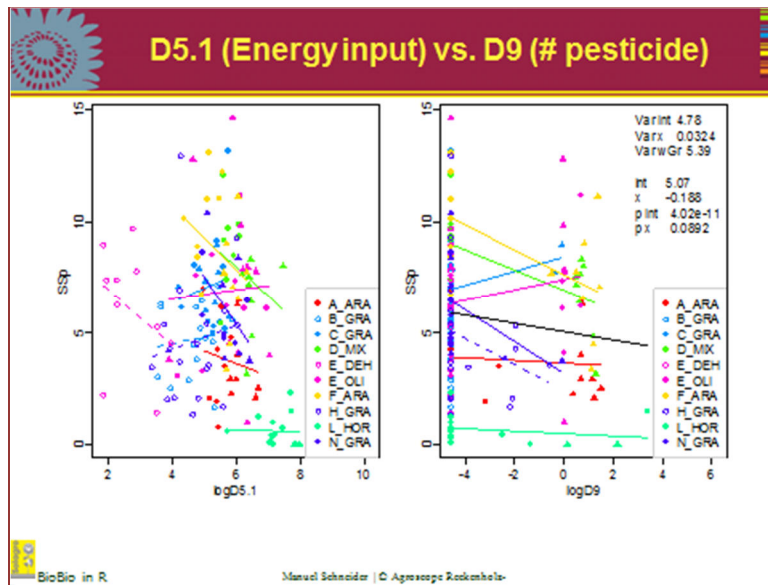 D5.1 (Energy input) vs. D9 (# pesticide)
15
10
5
0
SSp
2
4
6
8
10
logD5.1
A_ARA
B_GRA
C_GRA
D_MIX
E_DEH
E_OLI
F_ARA
H_GRA
L_HOR
N_GRA
15
10
5
0
SSp
-4
-2
0
2
4
6
logD9
VarInt 4.78
Varx 0.0324
VarwGr 5.39
Int 5.07
x -0.188
pInt 4.02e-11
px 0.0892
A_ARA
B_GRA
C_GRA
D_MIX
E_DEH
E_OLI
F_ARA
H_GRA
L_HOR
N_GRA
BioBio in R
Manuel Schneider | © Agroscope Reckenholz-